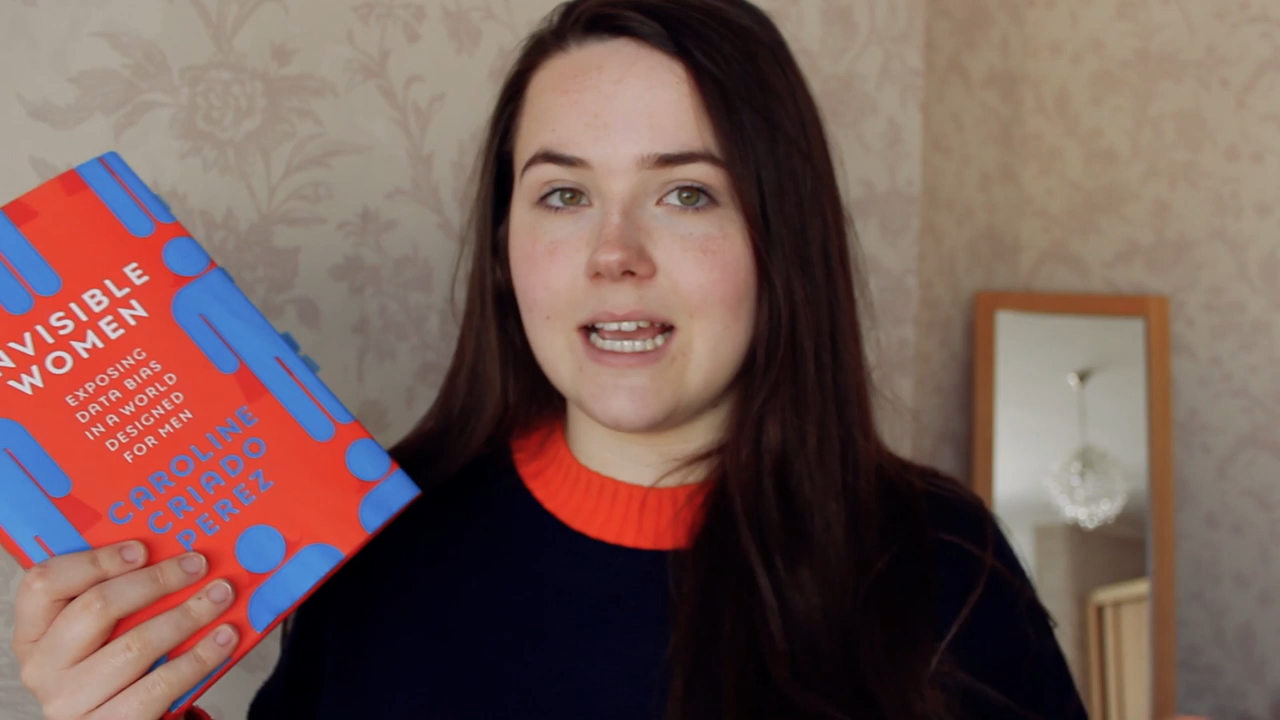 NVISIBLE
WOMEN
EXPOSING
DATA BIAS
IN A WORLD
DESIGNED
FOR MEN
CAROLINE
CRIADO
PEREZ